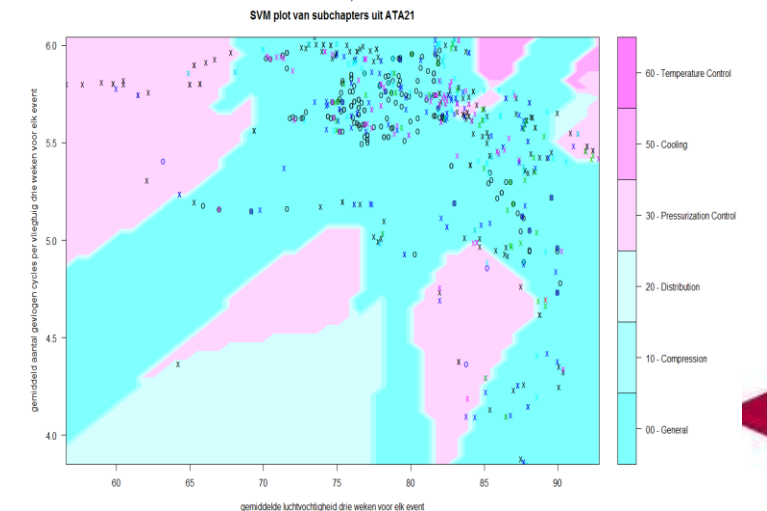 SVM plot van subchapters uit ATA21
gemiddeld aantal gevlogen cycles per vliegtuig drie weken voor elk event
6.0
5.5
5.0
4.5
4.0
60
65
70
75
80
85
90
gemiddelde luchtvochtigheid drie weken voor elk event
60 - Temperature Control
50 - Cooling
30 - Pressurization Control
20 - Distribution
10 - Compression
00 - General